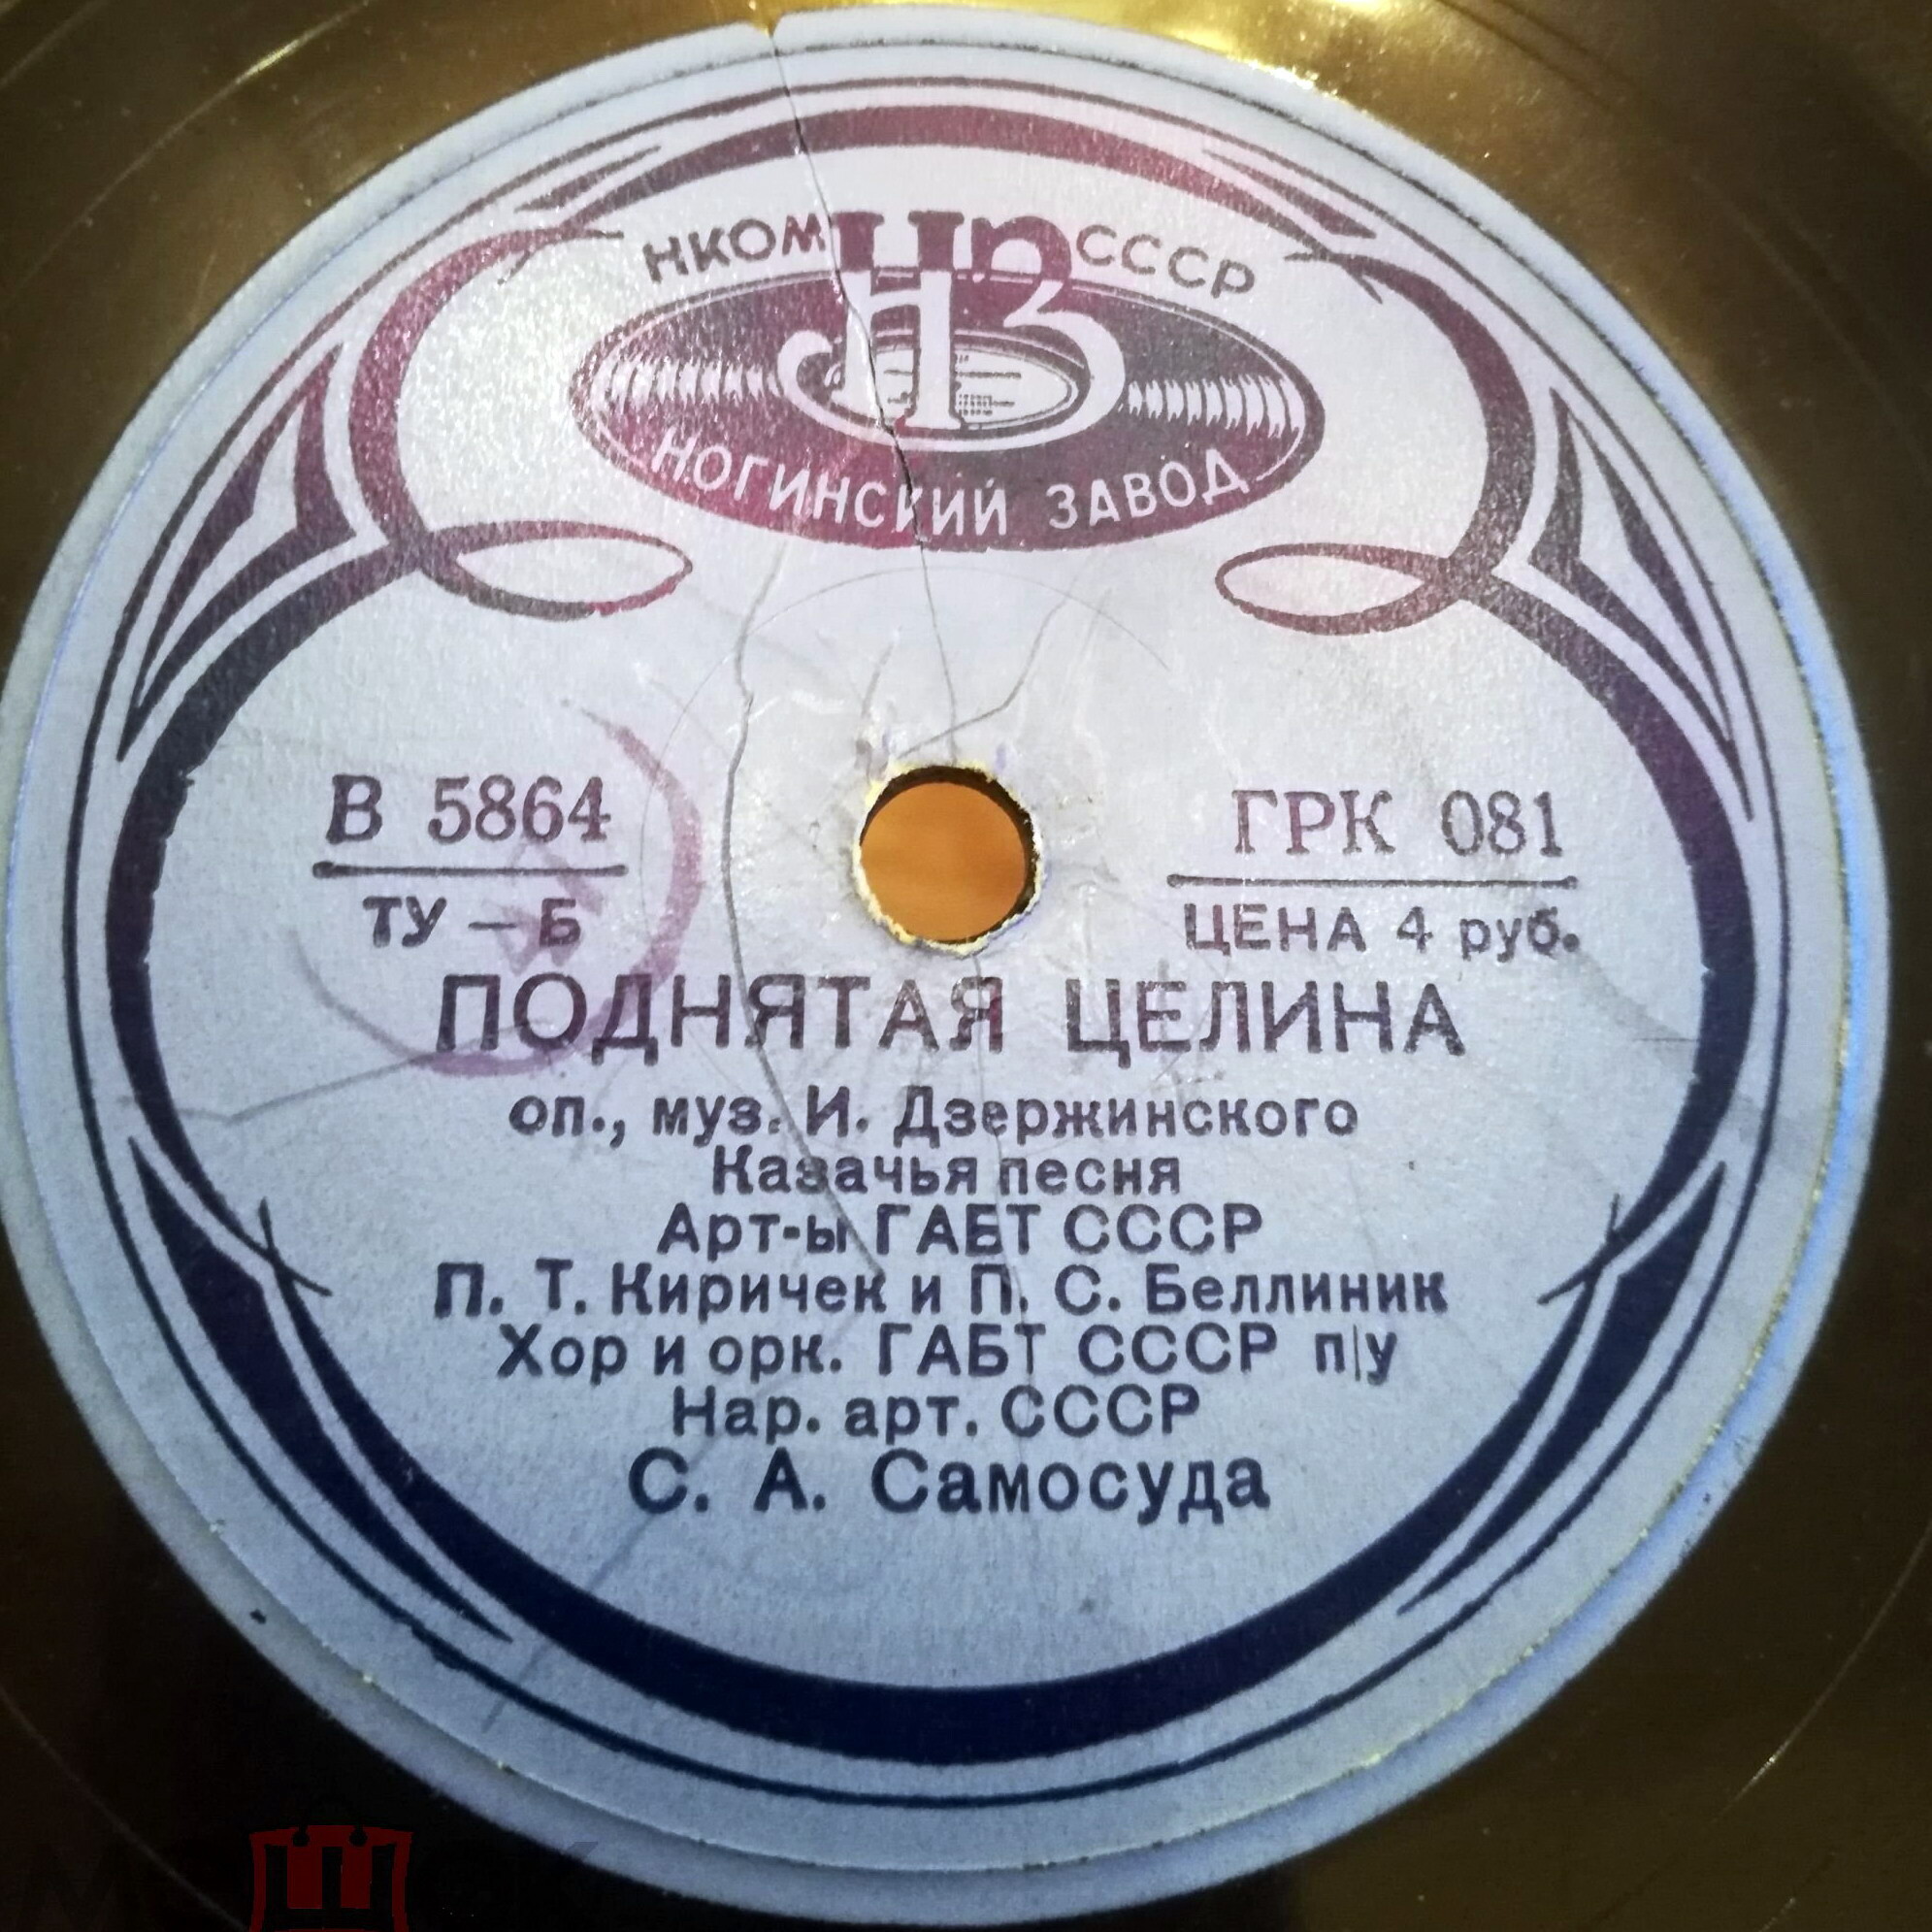 НКОМ НП СССР
НЗ
НОГИНСКИЙ ЗАВОД
В 5864
ГРК 081
ТУ – Б
ЦЕНА 4 руб.
ПОДНЯТАЯ ЦЕЛИНА
оп., муз. И. Дзержинского
Казачья песня
Арт-ы ГАБТ СССР
П. Т. Киричек и П. С. Беллиник
Хор и орк. ГАБТ СССР п|у
Нар. арт. СССР
С. А. Самосуда